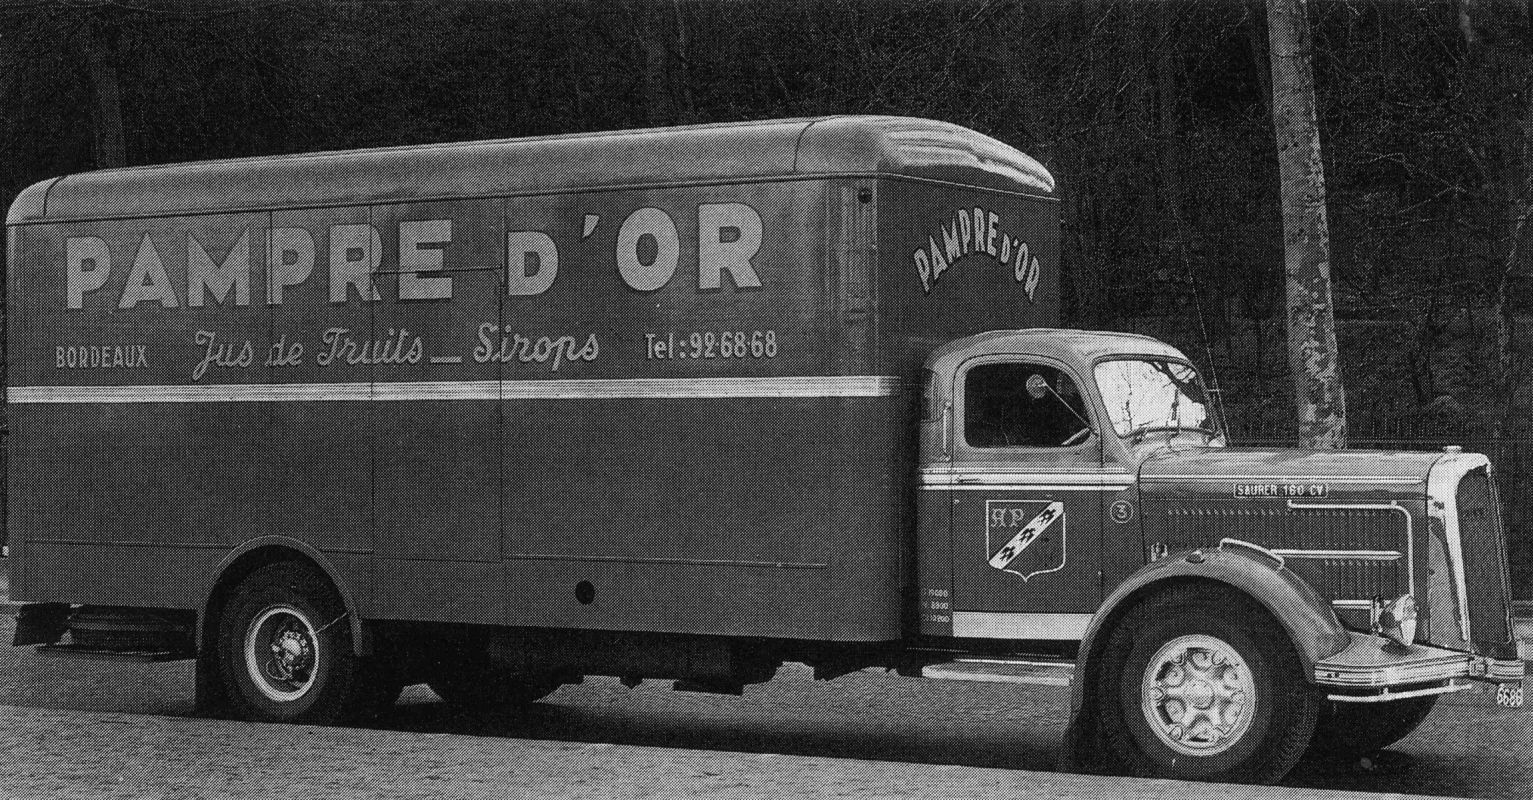 PAMPRE D'OR
BORDEAUX Jus de Fruits _ Sirops Tel : 92·68·68
PAMPRE D'OR
SAURER 160 CV
AP
3